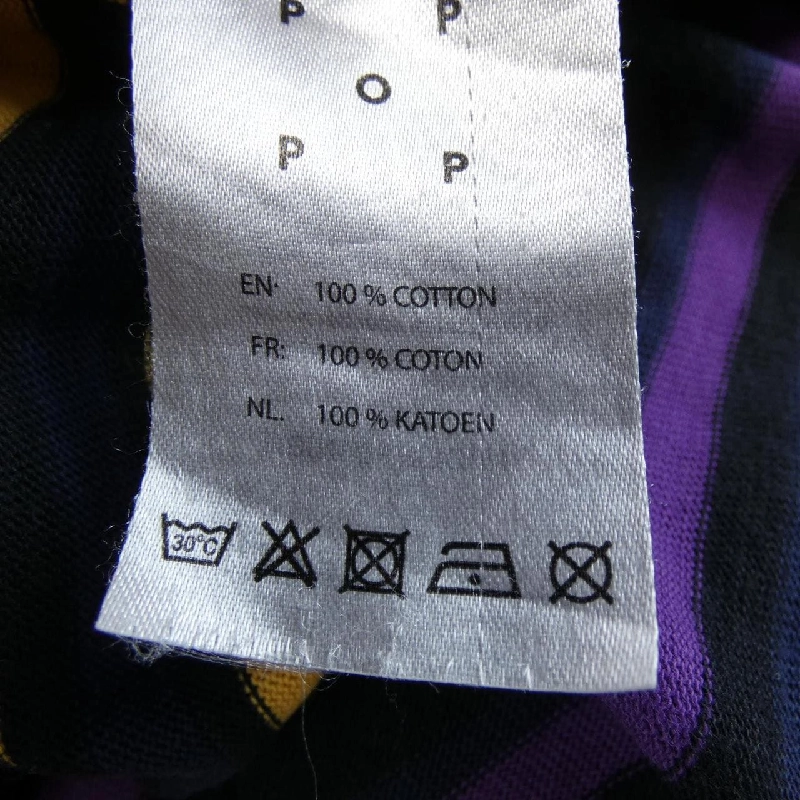 P P
O
P P
EN: 100 % COTTON
FR: 100 % COTON
NL: 100 % KATOEN
30°C